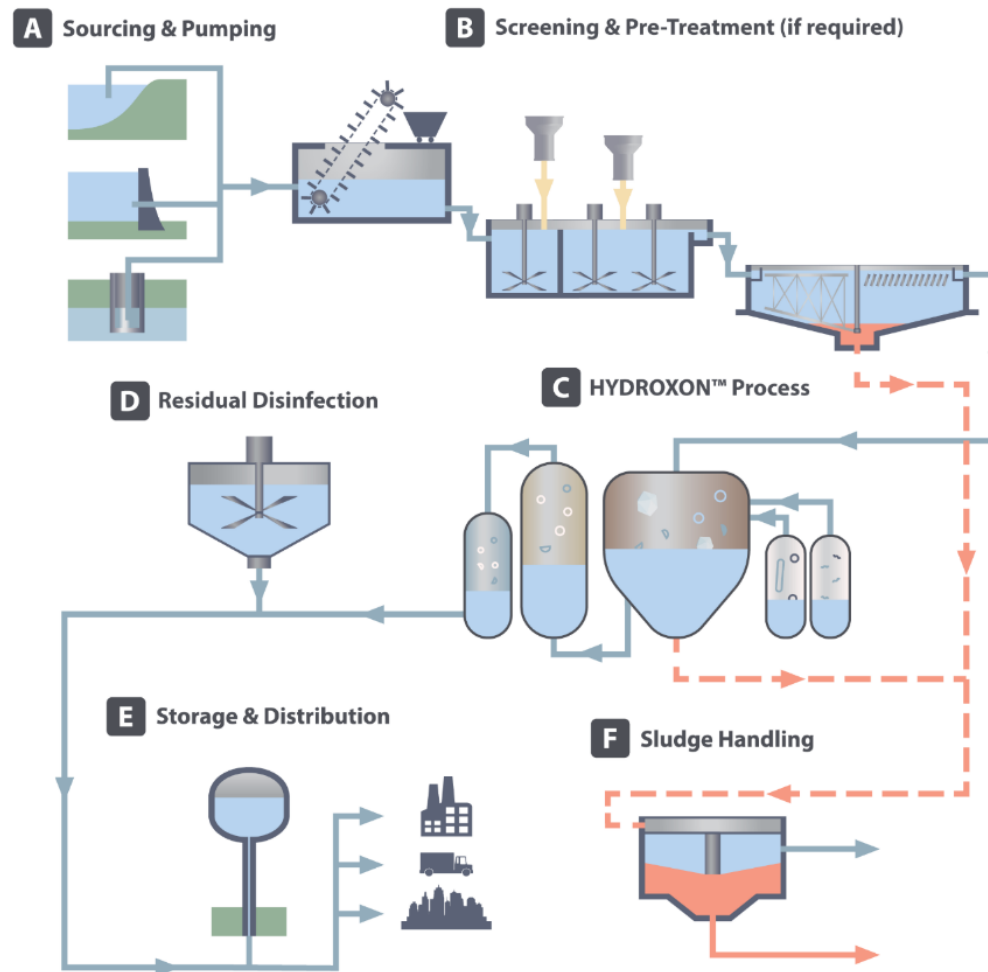 A Sourcing & Pumping
B Screening & Pre-Treatment (if required)
D Residual Disinfection
C HYDROXON™ Process
E Storage & Distribution
F Sludge Handling